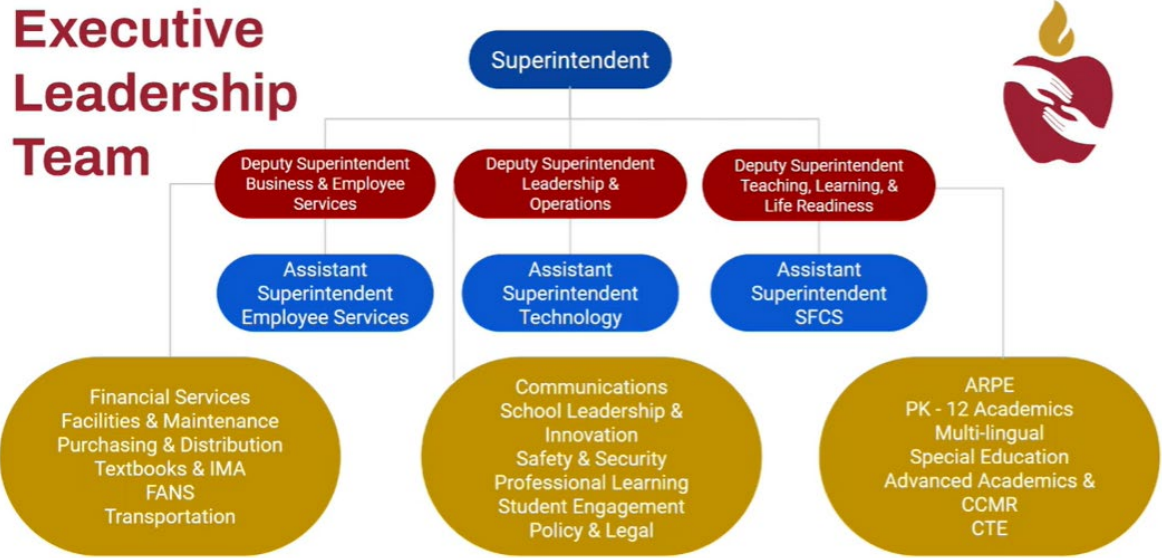 Executive
Leadership
Team
Superintendent
Deputy Superintendent
Business & Employee
Services
Deputy Superintendent
Leadership &
Operations
Deputy Superintendent
Teaching, Learning, &
Life Readiness
Assistant
Superintendent
Employee Services
Assistant
Superintendent
Technology
Assistant
Superintendent
SFCS
Financial Services
Facilities & Maintenance
Purchasing & Distribution
Textbooks & IMA
FANS
Transportation
Communications
School Leadership &
Innovation
Safety & Security
Professional Learning
Student Engagement
Policy & Legal
ARPE
PK - 12 Academics
Multi-lingual
Special Education
Advanced Academics &
CCMR
CTE